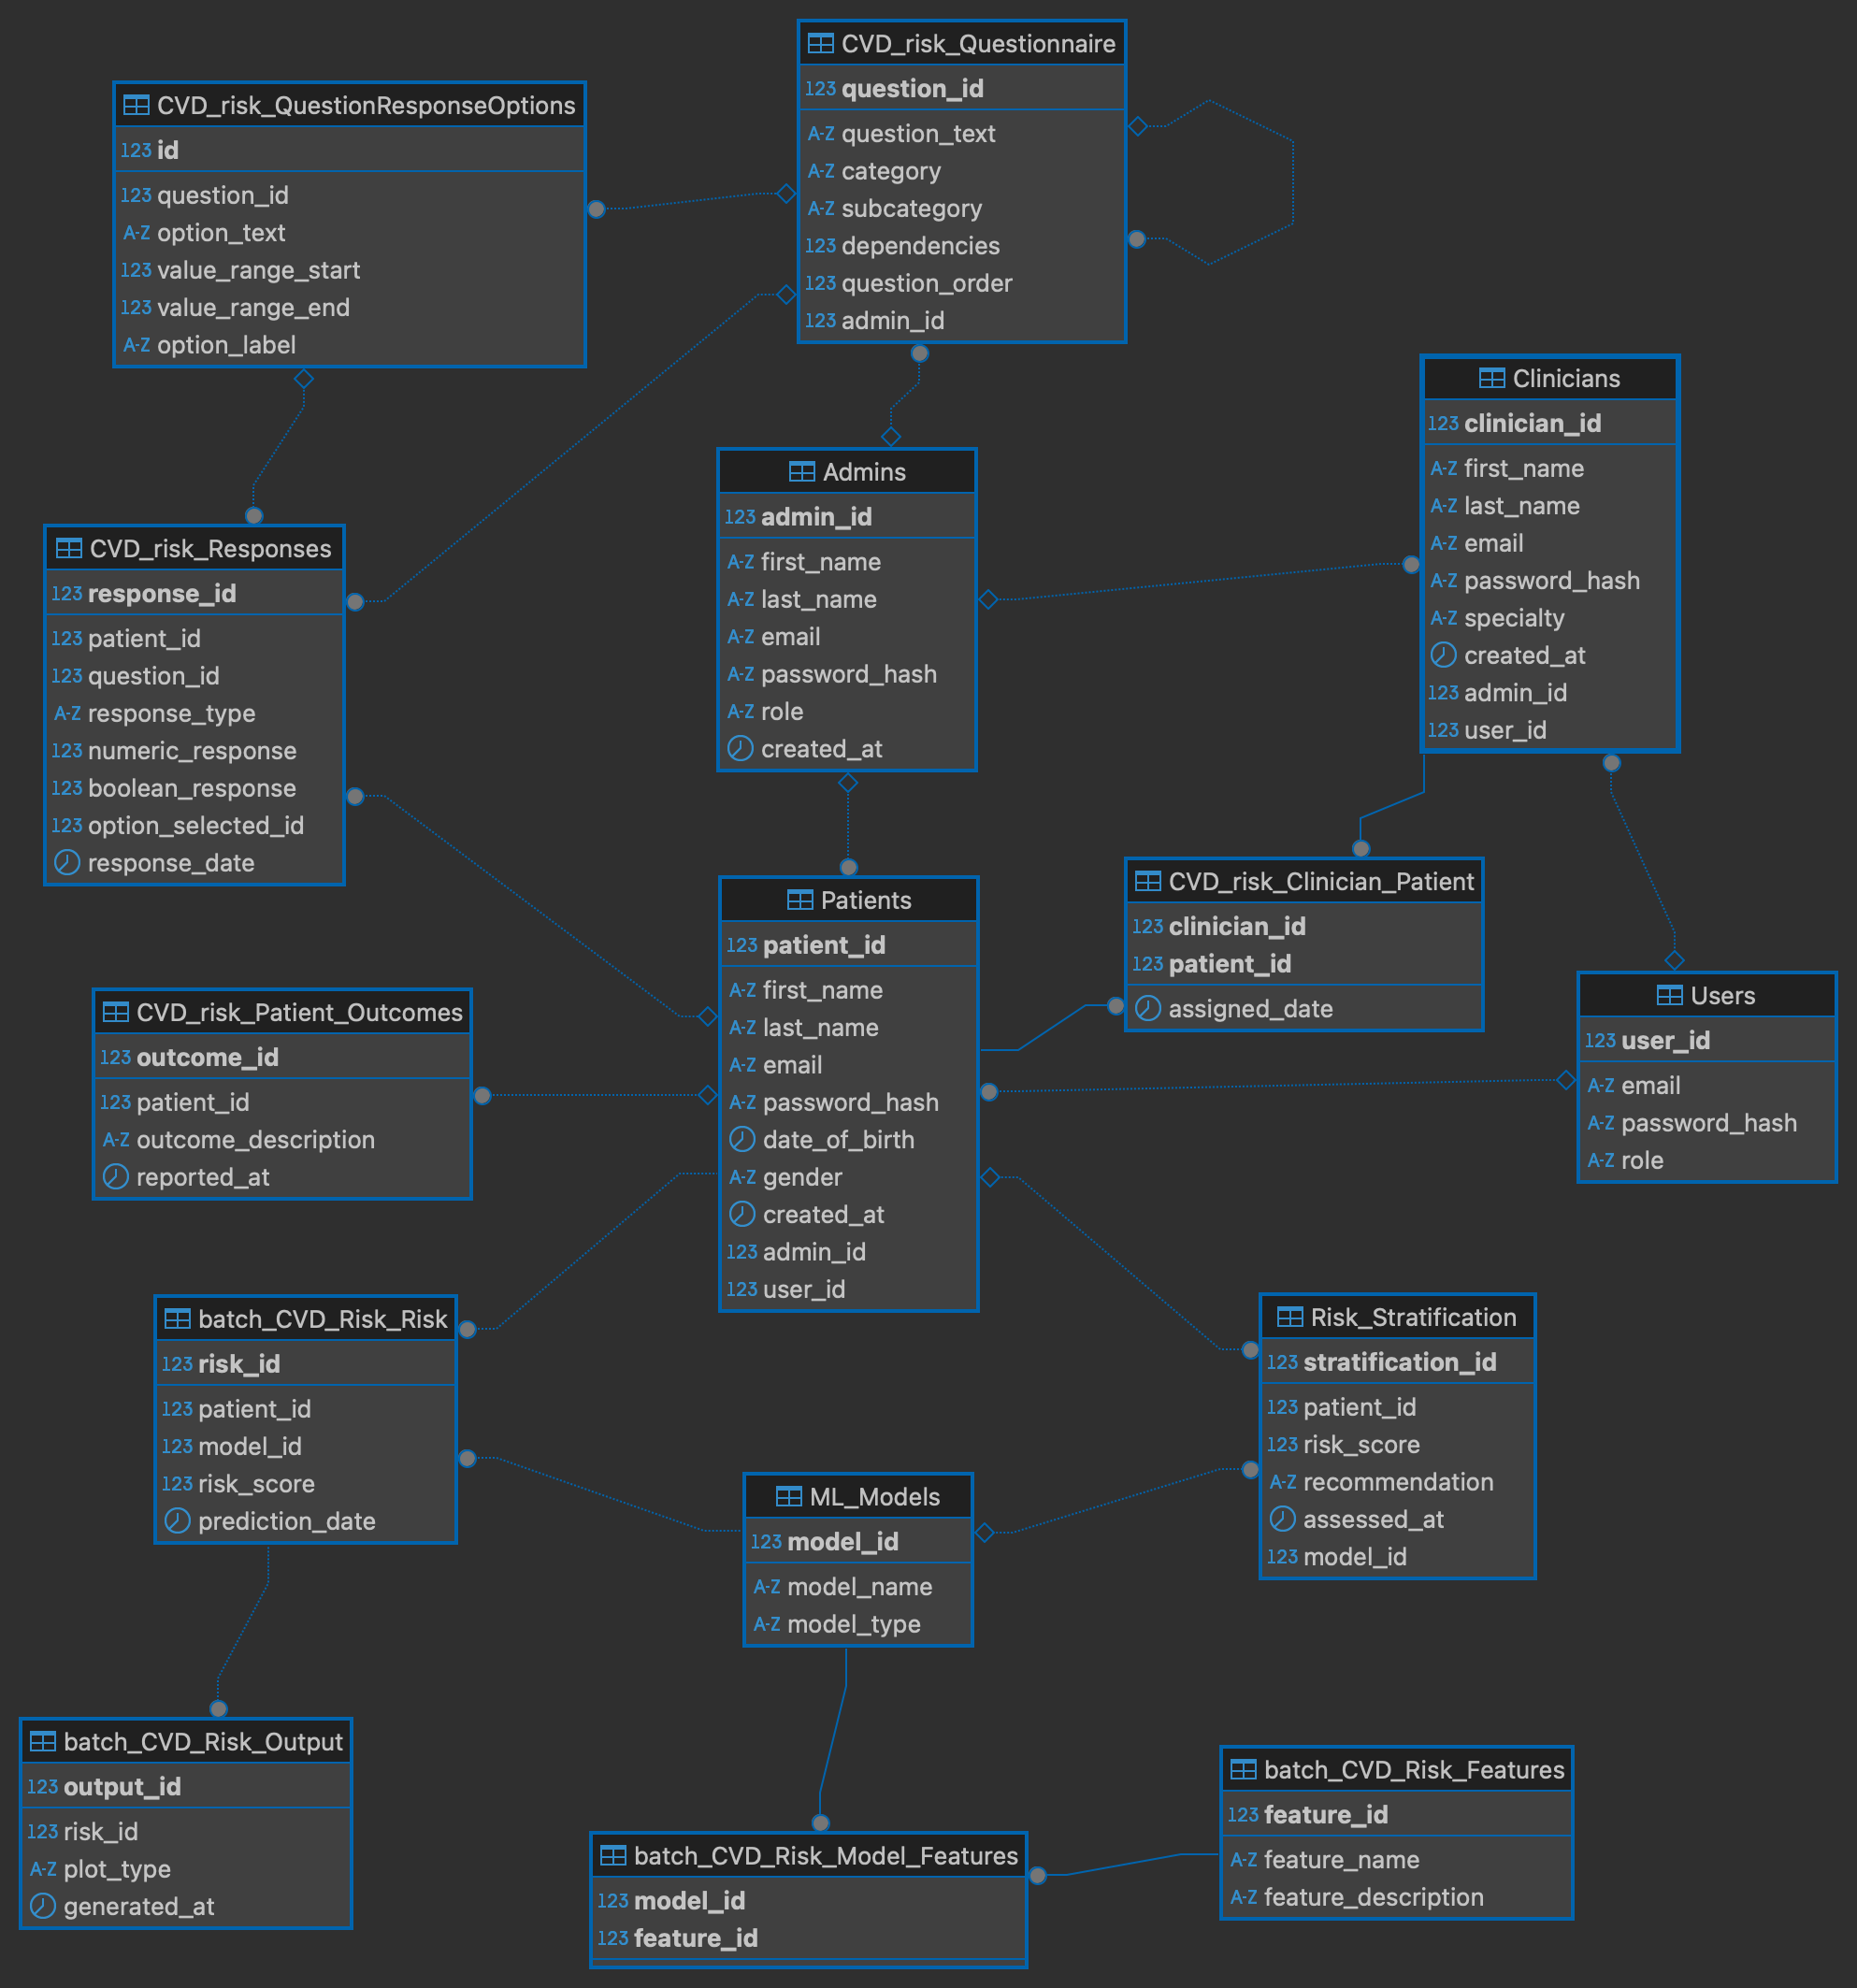 CVD_risk_Questionnaire
123 question_id
A-Z question_text
A-Z category
A-Z subcategory
123 dependencies
123 question_order
123 admin_id
CVD_risk_QuestionResponseOptions
123 id
123 question_id
A-Z option_text
123 value_range_start
123 value_range_end
A-Z option_label
Clinicians
123 clinician_id
A-Z first_name
A-Z last_name
A-Z email
A-Z password_hash
A-Z specialty
created_at
123 admin_id
123 user_id
Admins
123 admin_id
A-Z first_name
A-Z last_name
A-Z email
A-Z password_hash
A-Z role
created_at
CVD_risk_Responses
123 response_id
123 patient_id
123 question_id
A-Z response_type
123 numeric_response
123 boolean_response
123 option_selected_id
response_date
Patients
123 patient_id
A-Z first_name
A-Z last_name
A-Z email
A-Z password_hash
date_of_birth
A-Z gender
created_at
123 admin_id
123 user_id
CVD_risk_Clinician_Patient
123 clinician_id
123 patient_id
assigned_date
Users
123 user_id
A-Z email
A-Z password_hash
A-Z role
CVD_risk_Patient_Outcomes
123 outcome_id
123 patient_id
A-Z outcome_description
reported_at
batch_CVD_Risk_Risk
123 risk_id
123 patient_id
123 model_id
123 risk_score
prediction_date
Risk_Stratification
123 stratification_id
123 patient_id
123 risk_score
A-Z recommendation
assessed_at
123 model_id
ML_Models
123 model_id
A-Z model_name
A-Z model_type
batch_CVD_Risk_Output
123 output_id
123 risk_id
A-Z plot_type
generated_at
batch_CVD_Risk_Model_Features
123 model_id
123 feature_id
batch_CVD_Risk_Features
123 feature_id
A-Z feature_name
A-Z feature_description